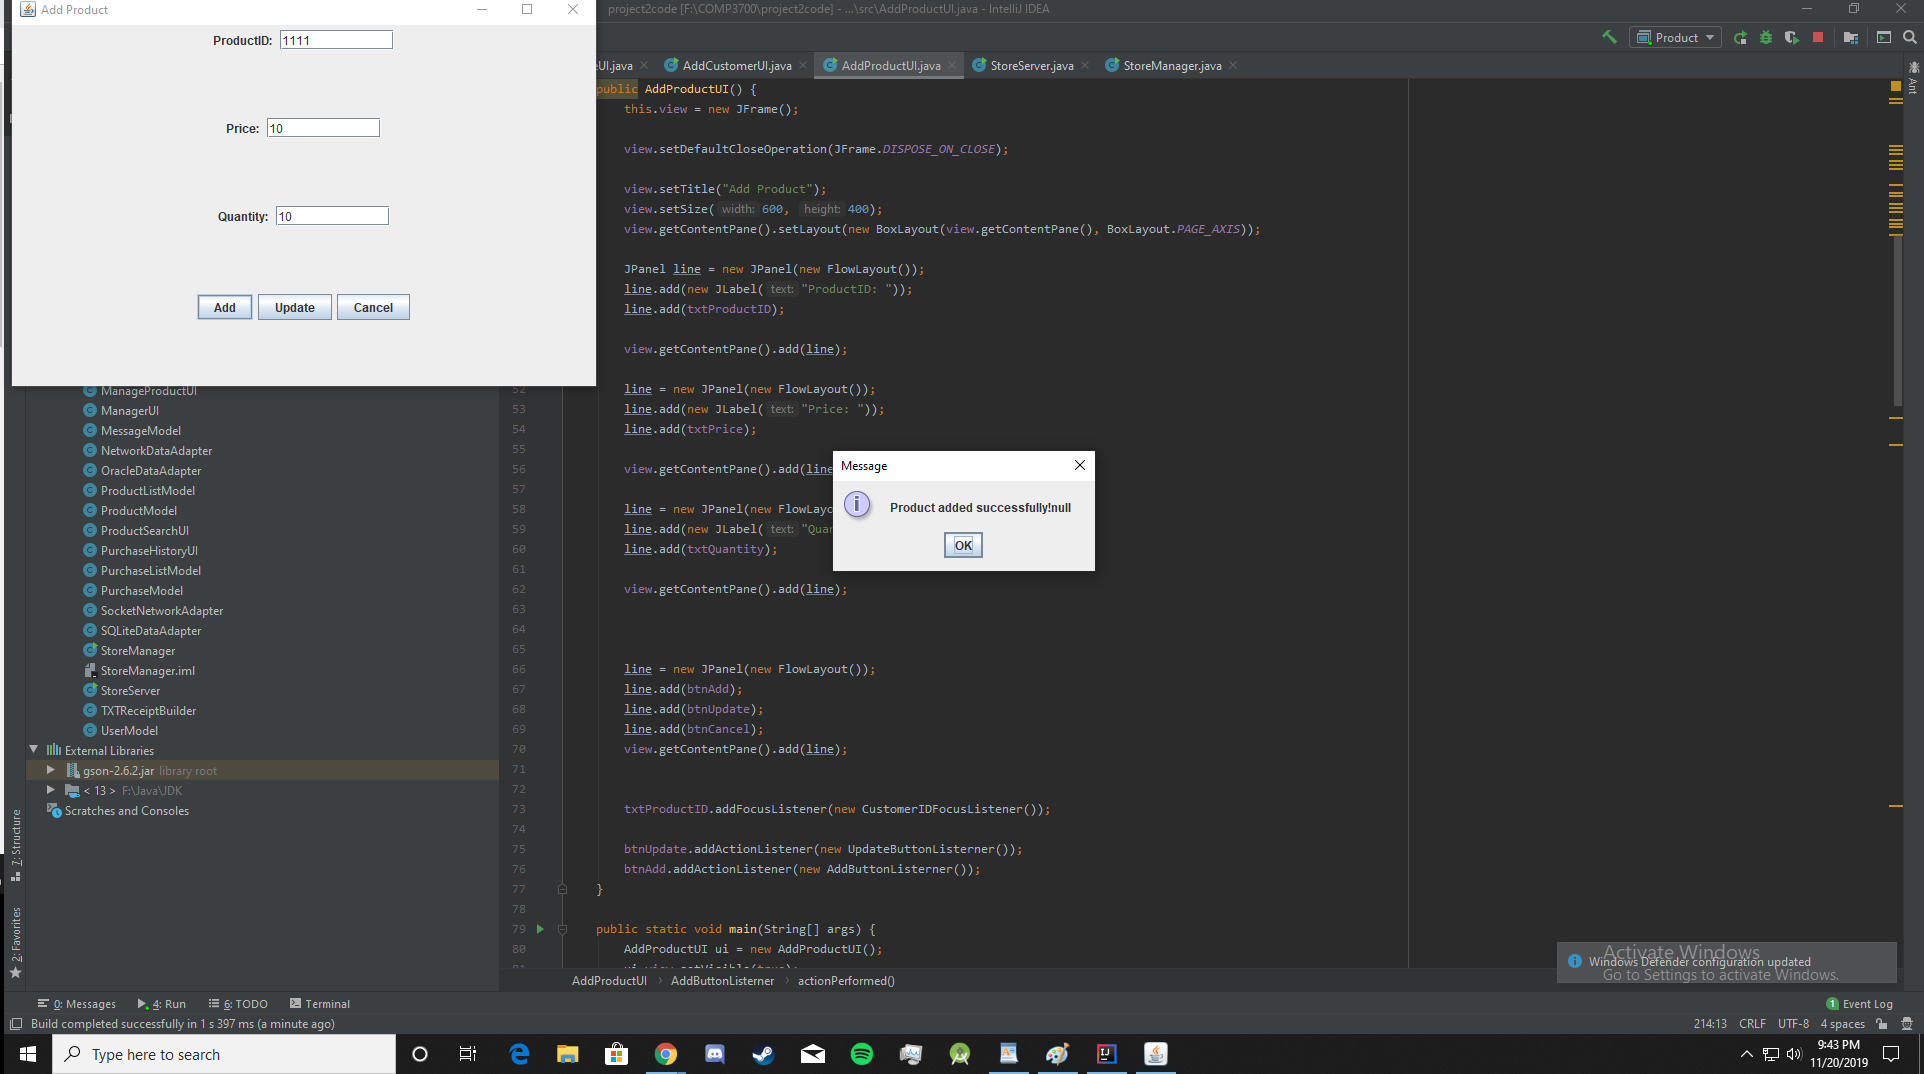 Add Product
project2code [F:\COMP3700\project2code] - ...\src\AddProductUI.java - IntelliJ IDEA
ProductID: 1111
Price: 10
Quantity: 10
Add Update Cancel
Product
UI.java AddCustomerUI.java AddProductUI.java StoreServer.java StoreManager.java
Ant
public AddProductUI() {
this.view = new JFrame();
view.setDefaultCloseOperation(JFrame.DISPOSE_ON_CLOSE);
view.setTitle("Add Product");
view.setSize( width: 600, height: 400);
view.getContentPane().setLayout(new BoxLayout(view.getContentPane(), BoxLayout.PAGE_AXIS));
JPanel line = new JPanel(new FlowLayout());
line.add(new JLabel( text: "ProductID: "));
line.add(txtProductID);
view.getContentPane().add(line);
52 line = new JPanel(new FlowLayout());
53 line.add(new JLabel( text: "Price: "));
54 line.add(txtPrice);
55
56 view.getContentPane().add(line
57
58 line = new JPanel(new FlowLayo
59 line.add(new JLabel( text: "Quan
60 line.add(txtQuantity);
61
62 view.getContentPane().add(line);
63
64
65
66 line = new JPanel(new FlowLayout());
67 line.add(btnAdd);
68 line.add(btnUpdate);
69 line.add(btnCancel);
70 view.getContentPane().add(line);
71
72
73 txtProductID.addFocusListener(new CustomerIDFocusListener());
74
75 btnUpdate.addActionListener(new UpdateButtonListerner());
76 btnAdd.addActionListener(new AddButtonListerner());
77 }
78
79 public static void main(String[] args) {
80 AddProductUI ui = new AddProductUI();
81 ui.view.setVisible(true);
Message
Product added successfully!null
OK
ManageProductUI
ManagerUI
MessageModel
NetworkDataAdapter
OracleDataAdapter
ProductListModel
ProductModel
ProductSearchUI
PurchaseHistoryUI
PurchaseListModel
PurchaseModel
SocketNetworkAdapter
SQLiteDataAdapter
StoreManager
StoreManager.iml
StoreServer
TXTReceiptBuilder
UserModel
External Libraries
gson-2.6.2.jar library root
< 13 > F:\Java\JDK
Scratches and Consoles
7: Structure
2: Favorites
Activate Windows
Windows Defender configuration updated
Go to Settings to activate Windows.
AddProductUI AddButtonListerner actionPerformed()
0: Messages 4: Run 6: TODO Terminal
1 Event Log
Build completed successfully in 1 s 397 ms (a minute ago)
214:13 CRLF UTF-8 4 spaces
Type here to search
9:43 PM
11/20/2019